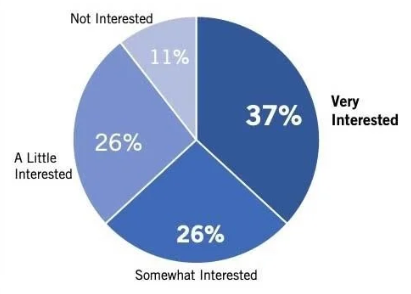 Not Interested
11%
37%
Very
Interested
26%
A Little
Interested
26%
Somewhat Interested